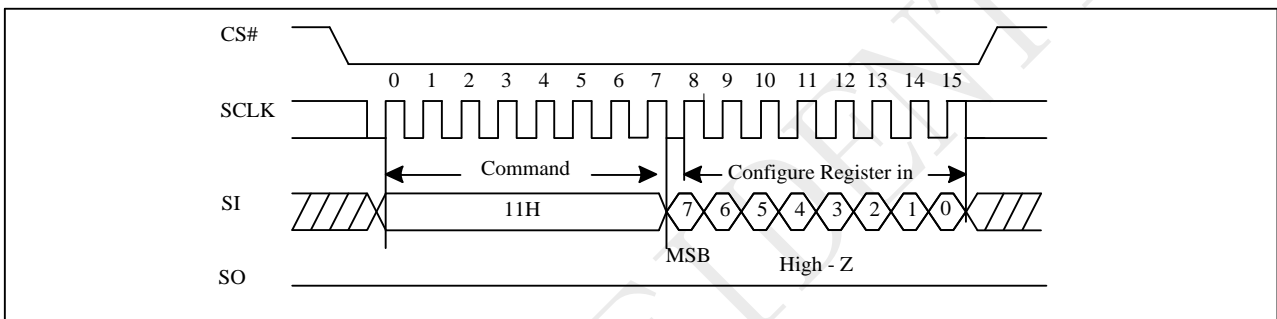 CS#
0 1 2 3 4 5 6 7 8 9 10 11 12 13 14 15
SCLK
Command Configure Register in
SI 11H 7 6 5 4 3 2 1 0
MSB High - Z
SO